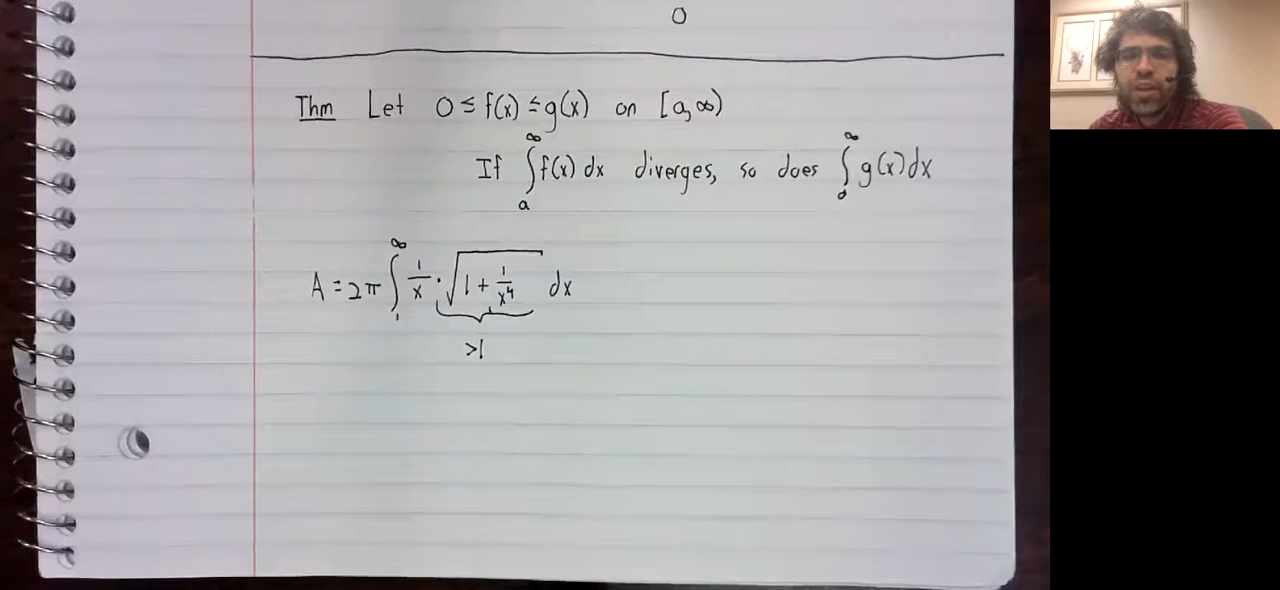 0
Thm Let 0 ≤ f(x) ≤ g(x) on [a, ∞)
If ∫_a^∞ f(x) dx diverges, so does ∫_a^∞ g(x) dx
A = 2π ∫_1^∞ 1/x · √(1 + 1/x⁴) dx
>1